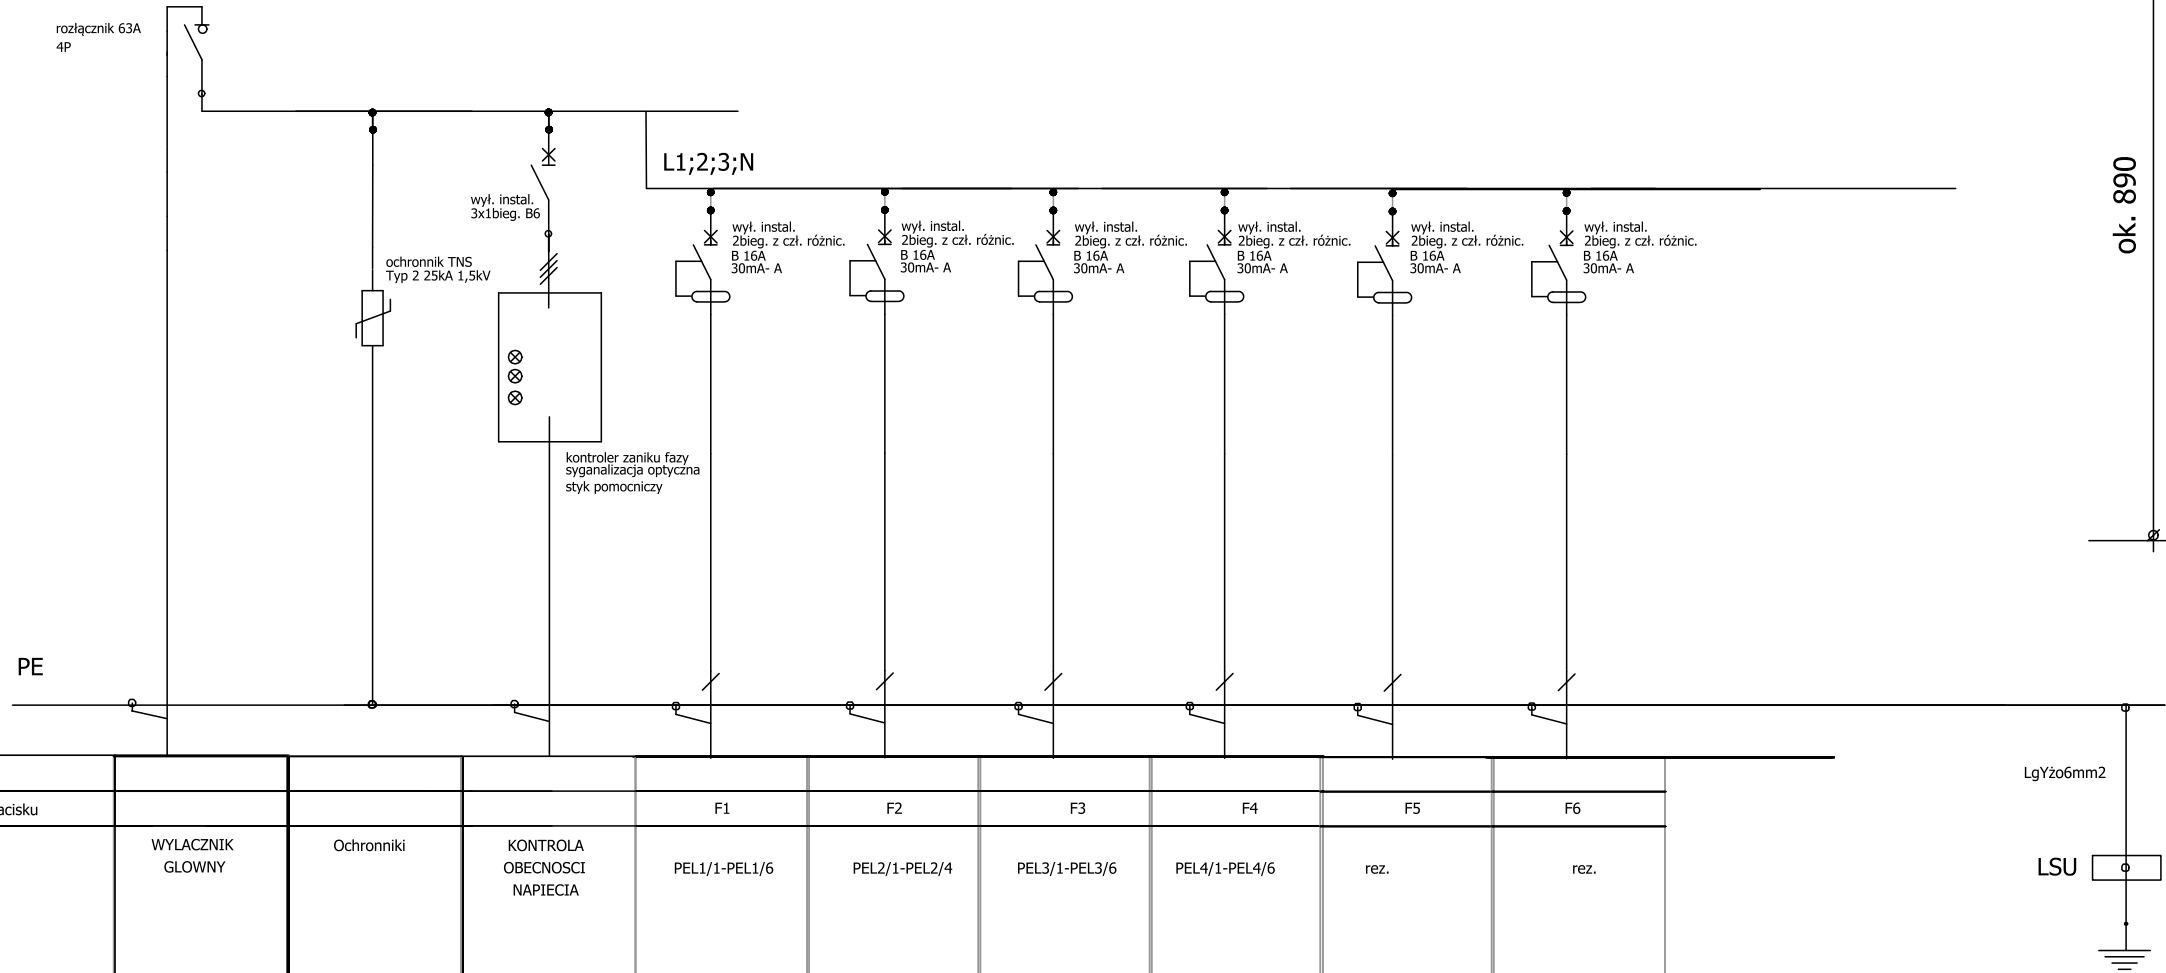 rozłącznik 63A
4P
L1;2;3;N
ok. 890
wył. instal.
3x1bieg. B6
ochronnik TNS
Typ 2 25kA 1,5kV
wył. instal.
2bieg. z czł. różnic.
B 16A
30mA- A
wył. instal.
2bieg. z czł. różnic.
B 16A
30mA- A
wył. instal.
2bieg. z czł. różnic.
B 16A
30mA- A
wył. instal.
2bieg. z czł. różnic.
B 16A
30mA- A
wył. instal.
2bieg. z czł. różnic.
B 16A
30mA- A
wył. instal.
2bieg. z czł. różnic.
B 16A
30mA- A
kontroler zaniku fazy
syganalizacja optyczna
styk pomocniczy
PE
LgYżo6mm2
acisku
F1
F2
F3
F4
F5
F6
WYLACZNIK
GLOWNY
Ochronniki
KONTROLA
OBECNOSCI
NAPIECIA
PEL1/1-PEL1/6
PEL2/1-PEL2/4
PEL3/1-PEL3/6
PEL4/1-PEL4/6
rez.
rez.
LSU